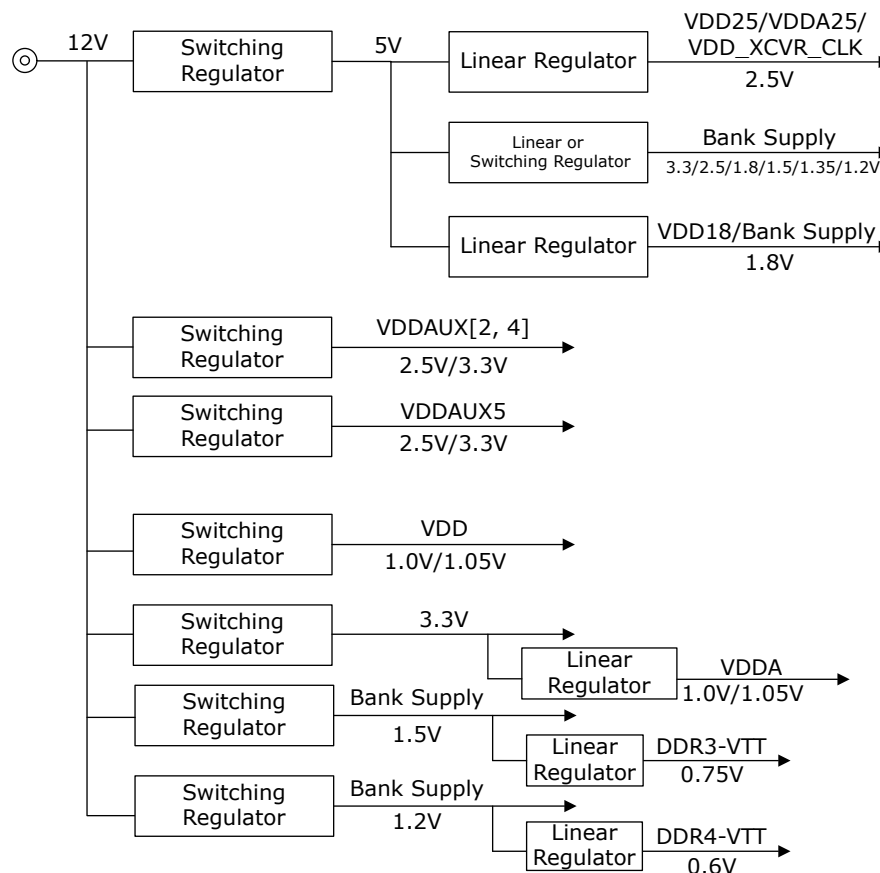 12V
Switching
Regulator
5V
Linear Regulator
VDD25/VDDA25/
VDD_XCVR_CLK
2.5V
Linear or
Switching Regulator
Bank Supply
3.3/2.5/1.8/1.5/1.35/1.2V
Linear Regulator
VDD18/Bank Supply
1.8V
Switching
Regulator
VDDAUX[2, 4]
2.5V/3.3V
Switching
Regulator
VDDAUX5
2.5V/3.3V
Switching
Regulator
VDD
1.0V/1.05V
Switching
Regulator
3.3V
Linear
Regulator
VDDA
1.0V/1.05V
Switching
Regulator
Bank Supply
1.5V
Linear
Regulator
DDR3-VTT
0.75V
Switching
Regulator
Bank Supply
1.2V
Linear
Regulator
DDR4-VTT
0.6V